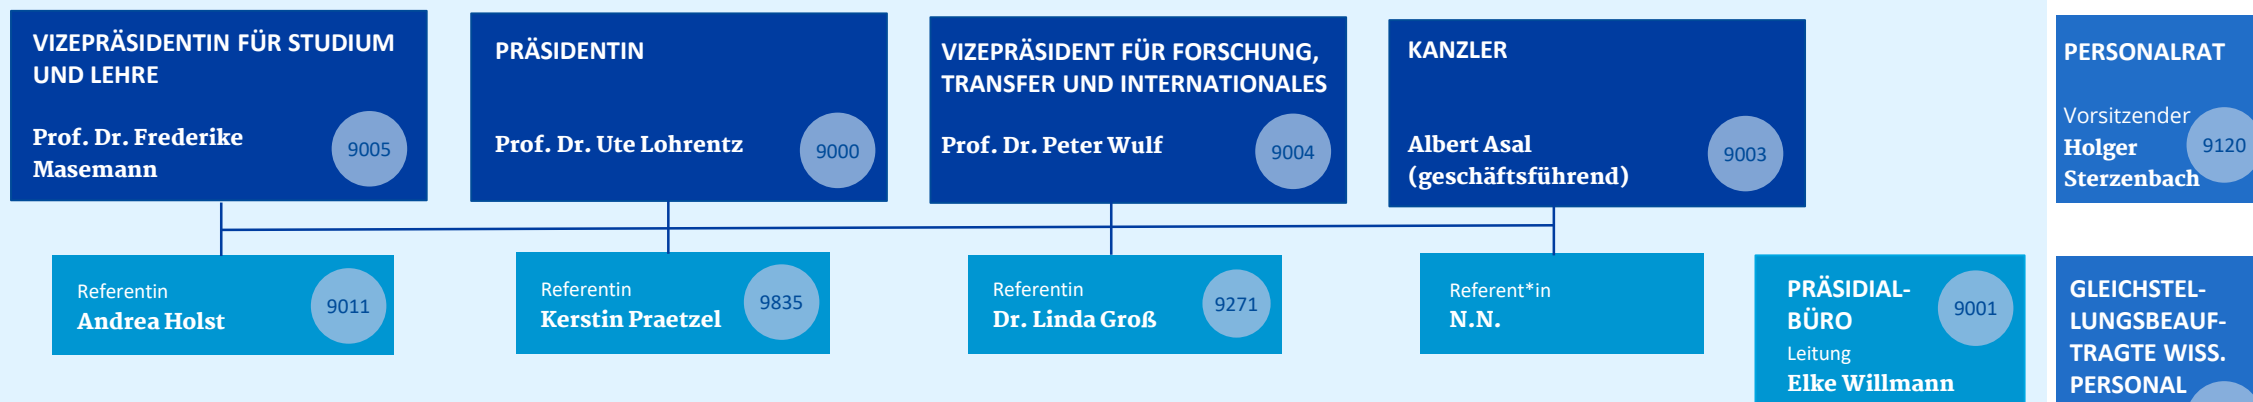 VIZEPRÄSIDENTIN FÜR STUDIUM
UND LEHRE
Prof. Dr. Frederike
Masemann
9005
PRÄSIDENTIN
Prof. Dr. Ute Lohrentz
9000
VIZEPRÄSIDENT FÜR FORSCHUNG,
TRANSFER UND INTERNATIONALES
Prof. Dr. Peter Wulf
9004
KANZLER
Albert Asal
(geschäftsführend)
9003
PERSONALRAT
Vorsitzender
Holger
Sterzenbach
9120
Referentin
Andrea Holst
9011
Referentin
Kerstin Praetzel
9835
Referentin
Dr. Linda Groß
9271
Referent*in
N.N.
PRÄSIDIAL-
BÜRO
Leitung
Elke Willmann
9001
GLEICHSTEL-
LUNGSBEAUF-
TRAGTE WISS.
PERSONAL